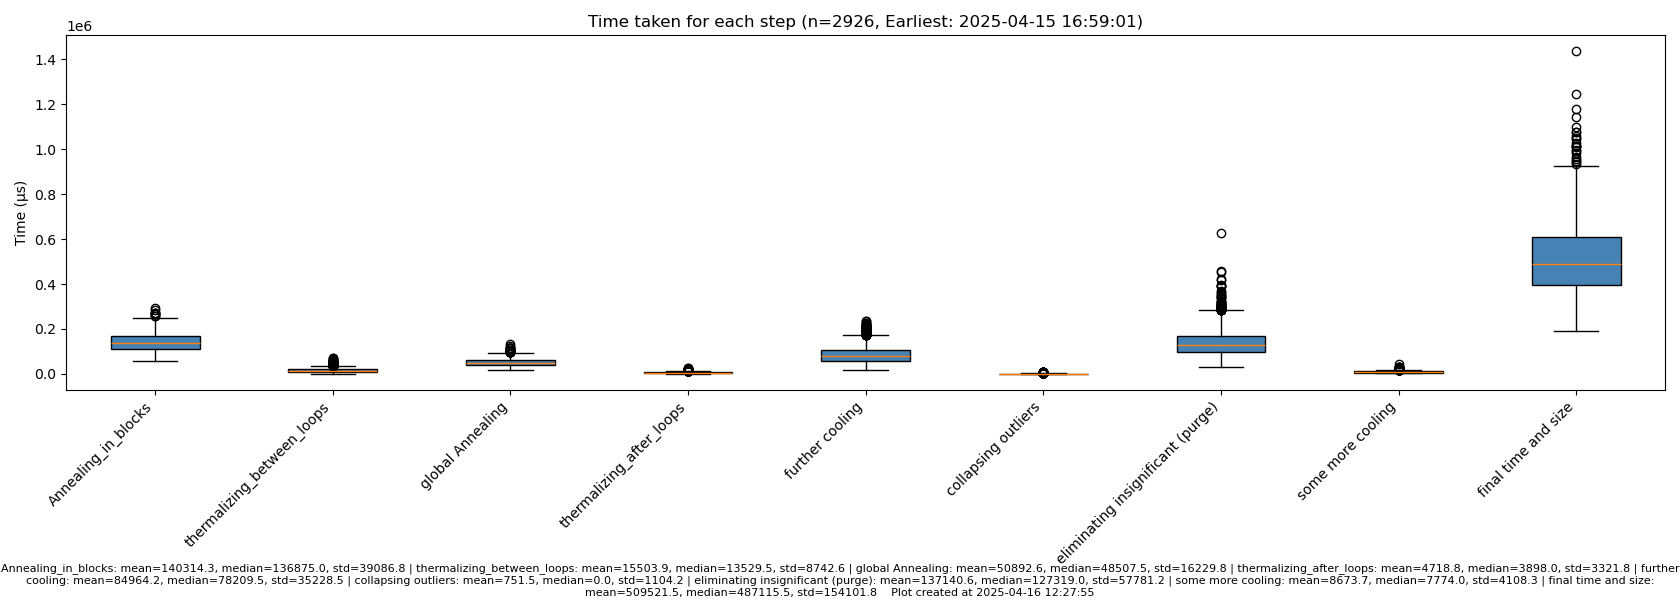 Time taken for each step (n=2926, Earliest: 2025-04-15 16:59:01)
1e6
1.4
1.2
1.0
0.8
0.6
0.4
0.2
0.0
Time (µs)
Annealing_in_blocks
thermalizing_between_loops
global Annealing
thermalizing_after_loops
further cooling
collapsing outliers
eliminating insignificant (purge)
some more cooling
final time and size
Annealing_in_blocks: mean=140314.3, median=136875.0, std=39086.8 | thermalizing_between_loops: mean=15503.9, median=13529.5, std=8742.6 | global Annealing: mean=50892.6, median=48507.5, std=16229.8 | thermalizing_after_loops: mean=4718.8, median=3898.0, std=3321.8 | further
cooling: mean=84964.2, median=78209.5, std=35228.5 | collapsing outliers: mean=751.5, median=0.0, std=1104.2 | eliminating insignificant (purge): mean=137140.6, median=127319.0, std=57781.2 | some more cooling: mean=8673.7, median=7774.0, std=4108.3 | final time and size:
mean=509521.5, median=487115.5, std=154101.8    Plot created at 2025-04-16 12:27:55